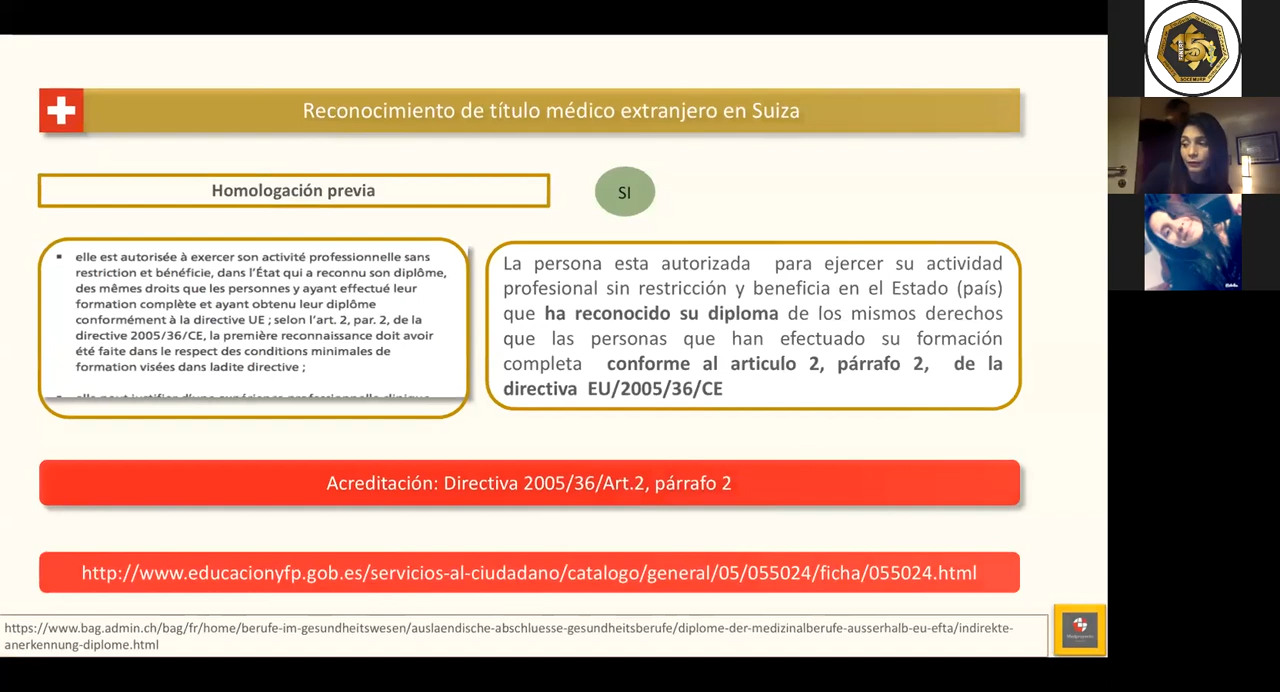 Reconocimiento de título médico extranjero en Suiza
Homologación previa
SI
▪ elle est autorisée à exercer son activité professionnelle sans
restriction et bénéficie, dans l'État qui a reconnu son diplôme,
des mêmes droits que les personnes y ayant effectué leur
formation complète et ayant obtenu leur diplôme
conformément à la directive UE ; selon l'art. 2, par. 2, de la
directive 2005/36/CE, la première reconnaissance doit avoir
été faite dans le respect des conditions minimales de
formation visées dans ladite directive ;
La persona esta autorizada para ejercer su actividad
profesional sin restricción y beneficia en el Estado (país)
que ha reconocido su diploma de los mismos derechos
que las personas que han efectuado su formación
completa conforme al articulo 2, párrafo 2, de la
directiva EU/2005/36/CE
Acreditación: Directiva 2005/36/Art.2, párrafo 2
http://www.educacionyfp.gob.es/servicios-al-ciudadano/catalogo/general/05/055024/ficha/055024.html
https://www.bag.admin.ch/bag/fr/home/berufe-im-gesundheitswesen/auslaendische-abschluesse-gesundheitsberufe/diplome-der-medizinalberufe-ausserhalb-eu-efta/indirekte-
anerkennung-diplome.html
15